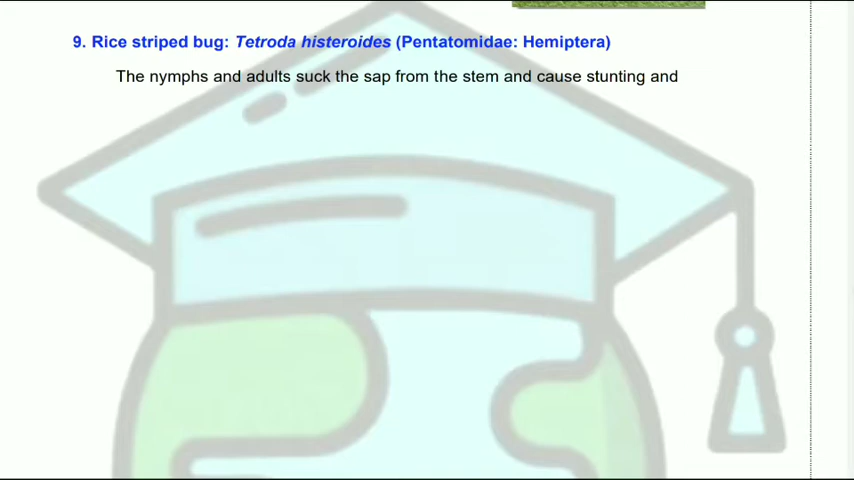 9. Rice striped bug: Tetroda histeroides (Pentatomidae: Hemiptera)
The nymphs and adults suck the sap from the stem and cause stunting and